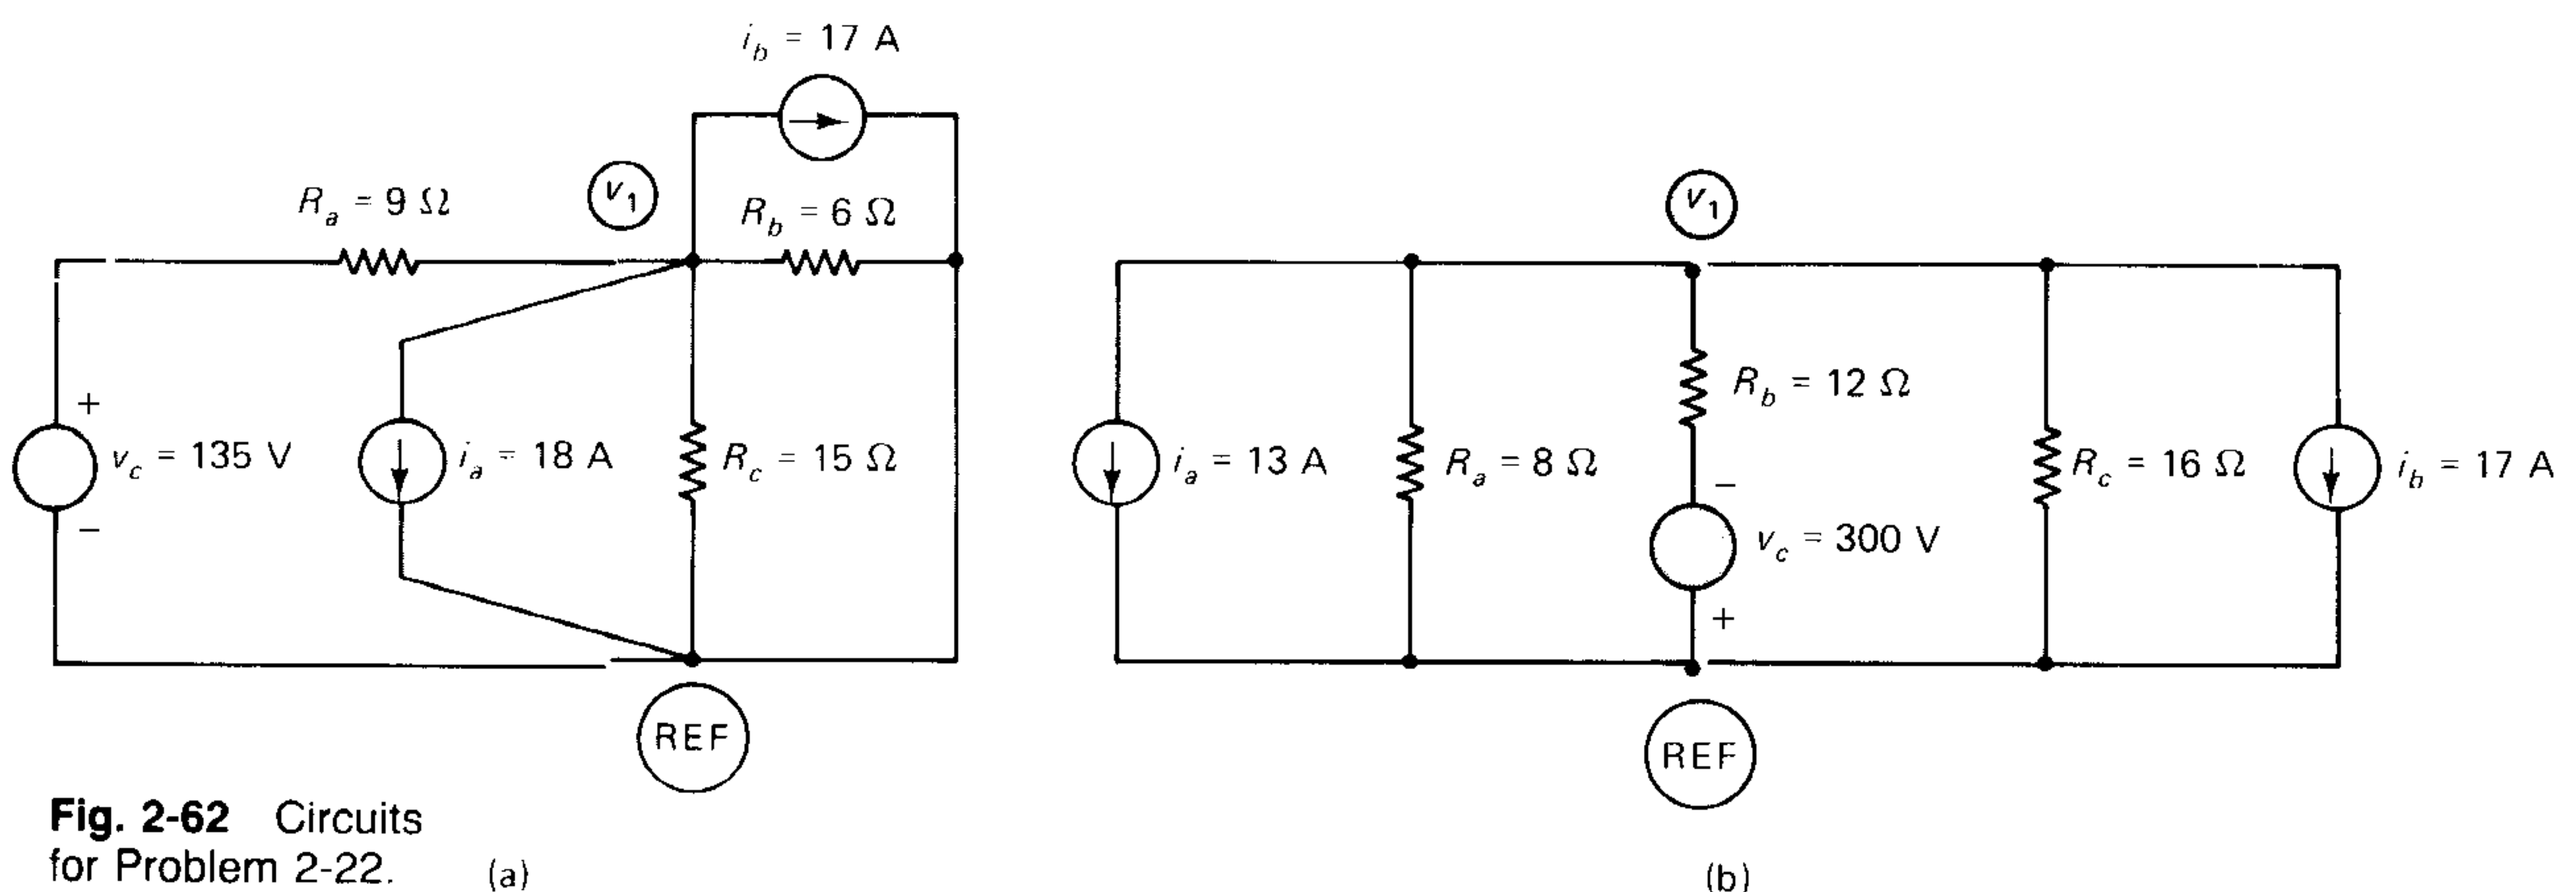 i_b = 17 A
R_a = 9 Ω
v_1
R_b = 6 Ω
+
v_c = 135 V
−
i_a = 18 A
R_c = 15 Ω
REF
v_1
i_a = 13 A
R_a = 8 Ω
R_b = 12 Ω
−
v_c = 300 V
+
R_c = 16 Ω
i_b = 17 A
REF
Fig. 2-62 Circuits
for Problem 2-22.
(a)
(b)